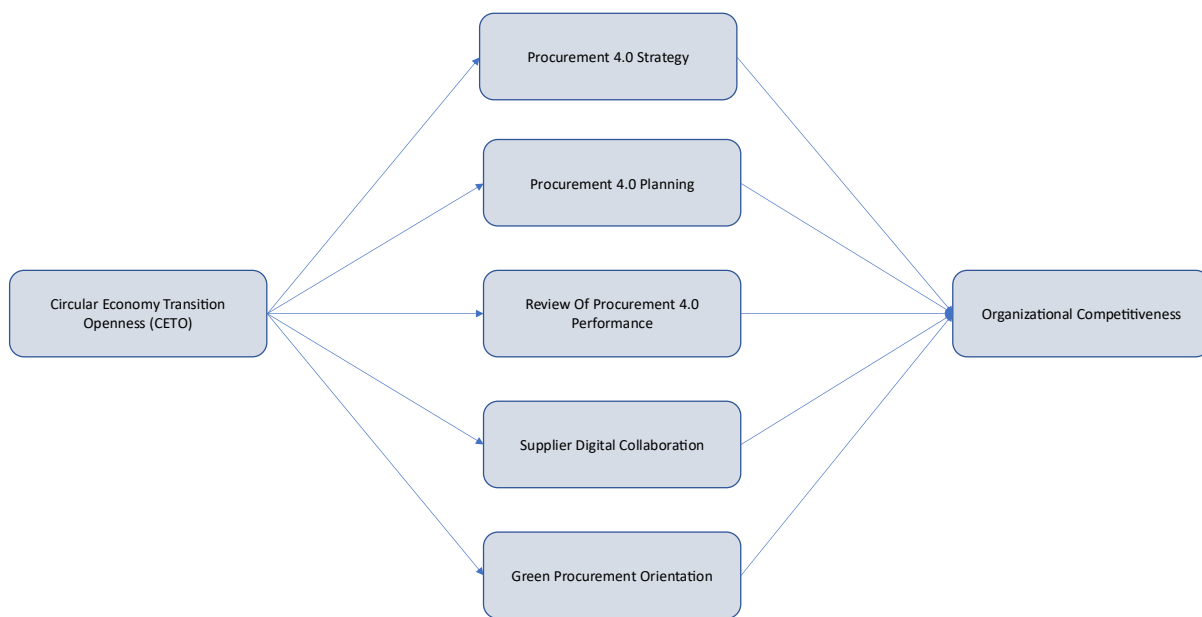 Procurement 4.0 Strategy
Procurement 4.0 Planning
Circular Economy Transition
Openness (CETO)
Review Of Procurement 4.0
Performance
Organizational Competitiveness
Supplier Digital Collaboration
Green Procurement Orientation